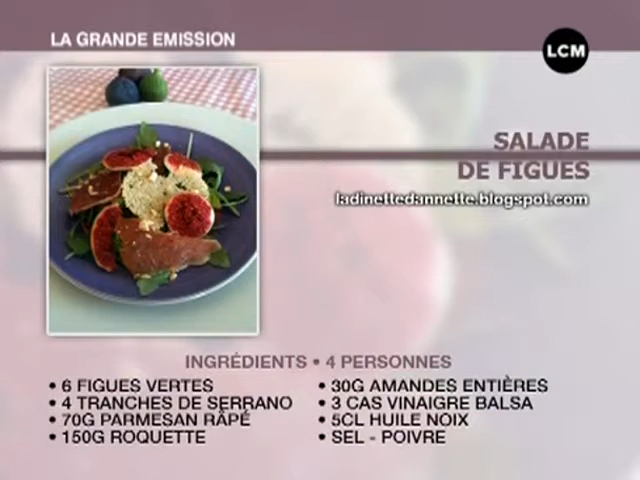 LA GRANDE EMISSION
LCM
SALADE
DE FIGUES
ladinettedannette.blogspot.com
INGRÉDIENTS • 4 PERSONNES
• 6 FIGUES VERTES
• 4 TRANCHES DE SERRANO
• 70G PARMESAN RÂPÉ
• 150G ROQUETTE
• 30G AMANDES ENTIÈRES
• 3 CAS VINAIGRE BALSA
• 5CL HUILE NOIX
• SEL - POIVRE